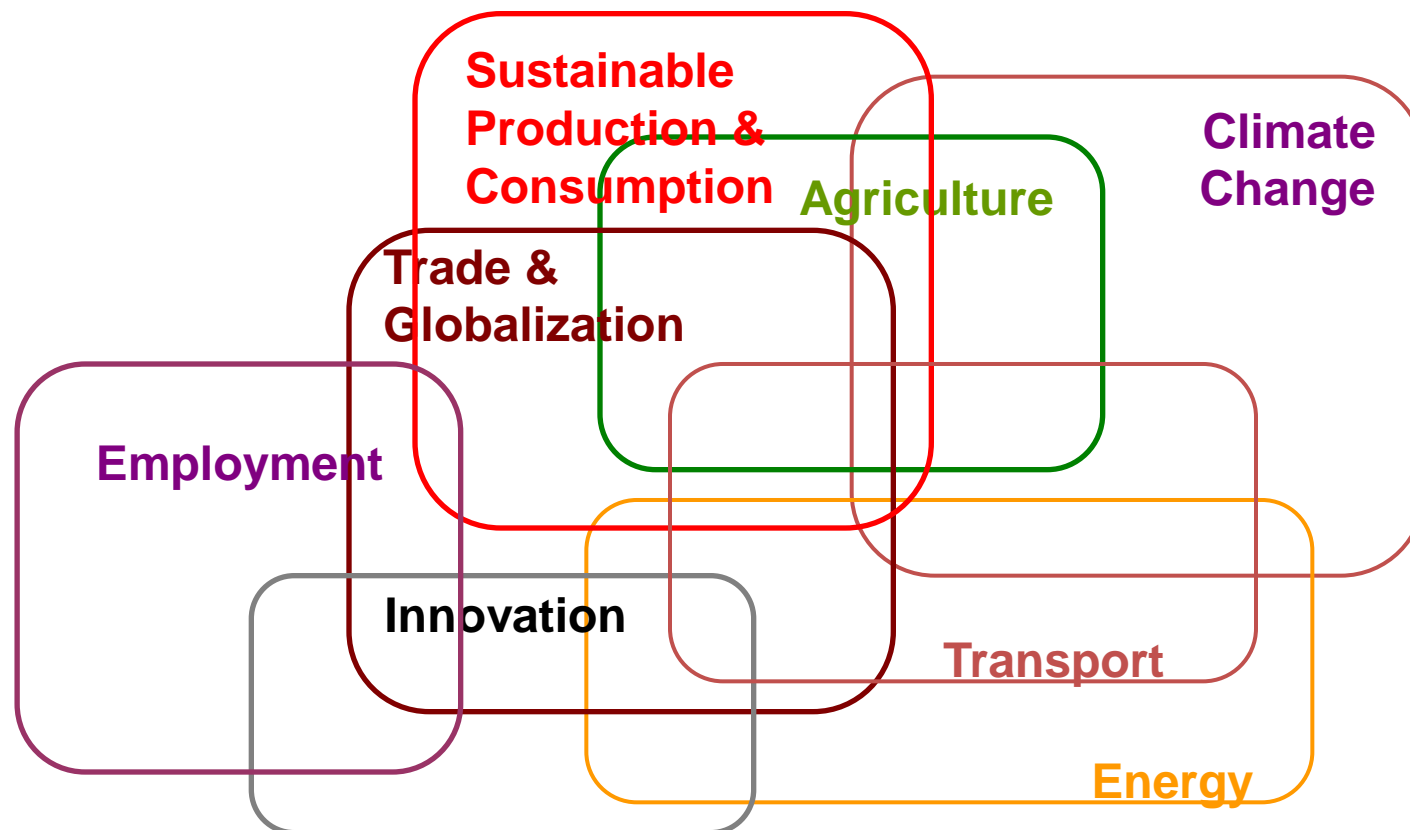 Sustainable
Production &
Consumption
Climate
Change
Agriculture
Trade &
Globalization
Employment
Innovation
Transport
Energy